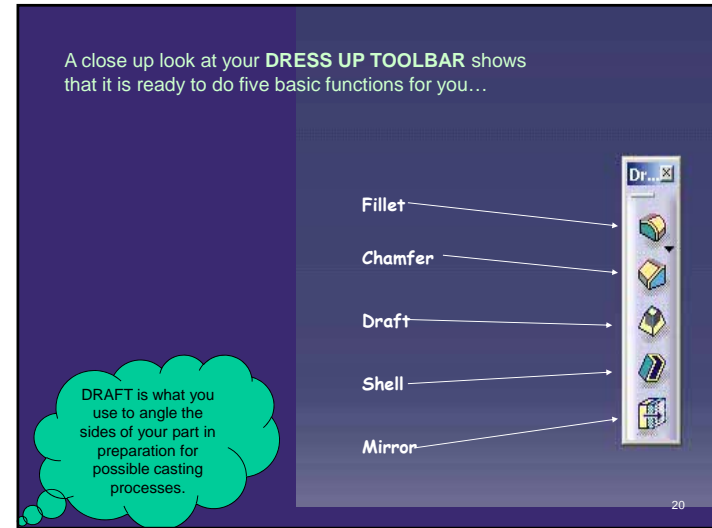 A close up look at your DRESS UP TOOLBAR shows
that it is ready to do five basic functions for you…
Dr...
Fillet
Chamfer
Draft
Shell
Mirror
DRAFT is what you
use to angle the
sides of your part in
preparation for
possible casting
processes.
20